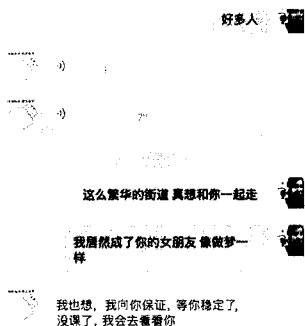 好多人
7"
这么繁华的街道 真想和你一起走
我居然成了你的女朋友 像做梦一
样
我也想，我向你保证，等你稳定了，
没课了，我会去看看你